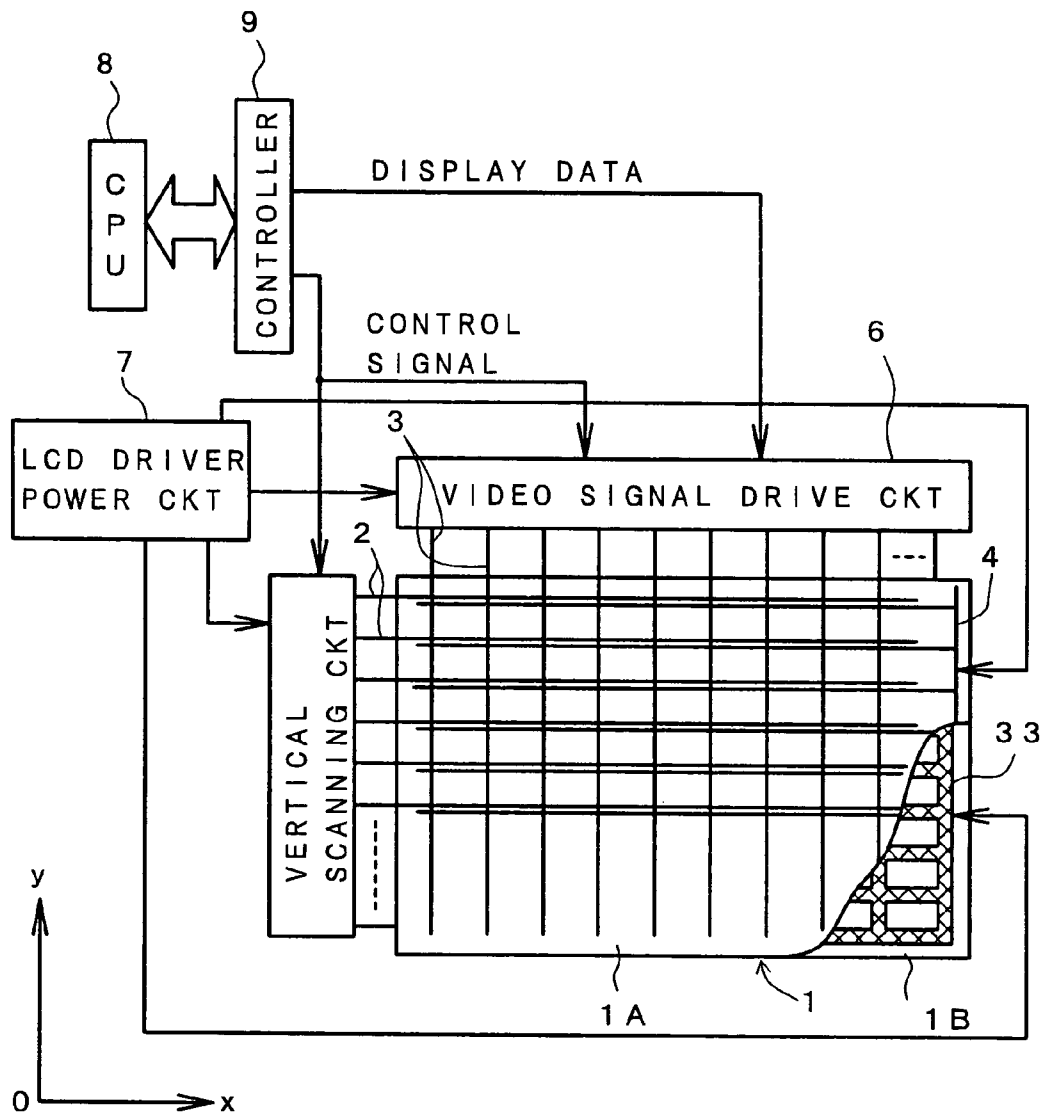 9
8
CPU
CONTROLLER
DISPLAY DATA
CONTROL
SIGNAL
6
7
3
LCD DRIVER
POWER CKT
VIDEO SIGNAL DRIVE CKT
2
4
VERTICAL
SCANNING CKT
33
y
1A
1
1B
0
x